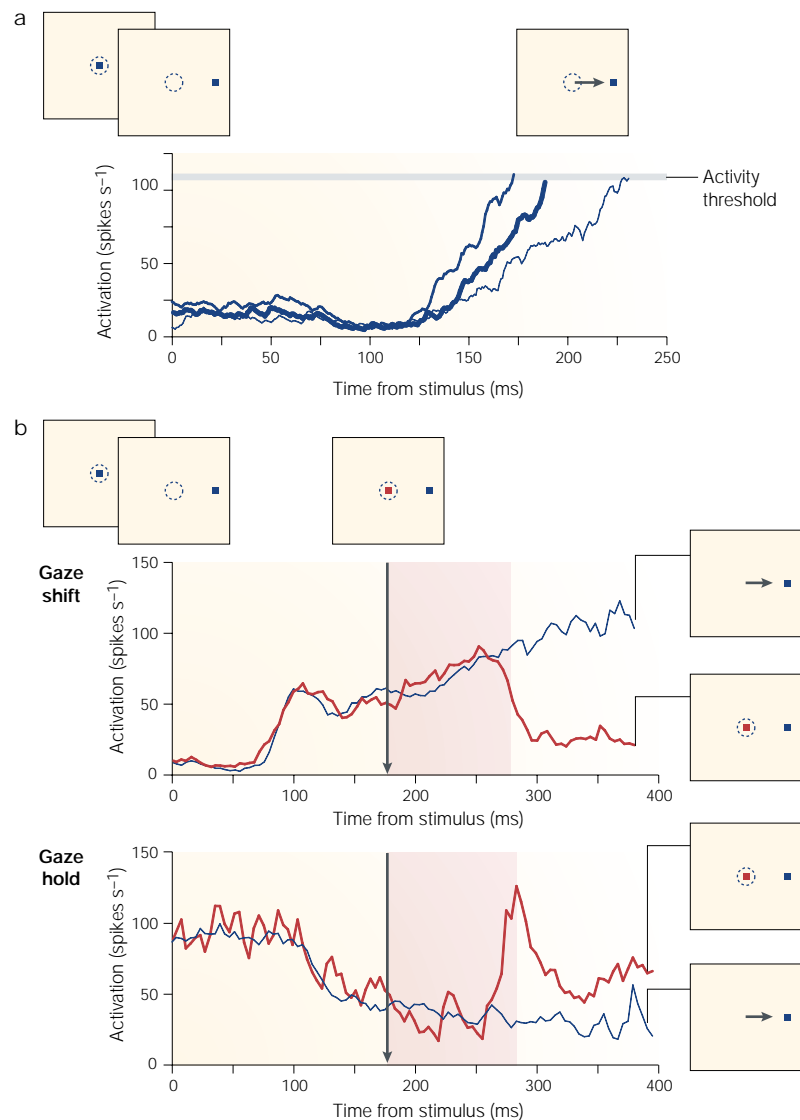 a
100
50
0
Activation (spikes s⁻¹)
0
50
100
150
200
250
Time from stimulus (ms)
Activity
threshold
b
Gaze
shift
150
100
50
0
Activation (spikes s⁻¹)
0
100
200
300
400
Time from stimulus (ms)
Gaze
hold
150
100
50
0
Activation (spikes s⁻¹)
0
100
200
300
400
Time from stimulus (ms)